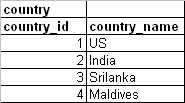 country
country_id country_name
1 US
2 India
3 Srilanka
4 Maldives